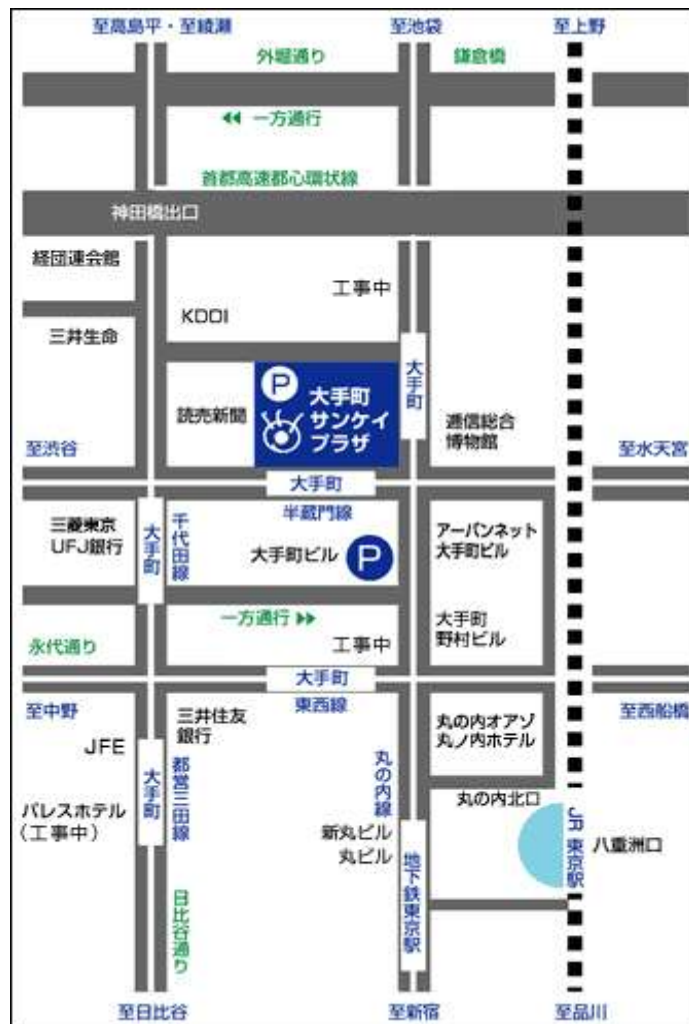 至高島平・至綾瀬
至池袋
至上野
外堀通り
鎌倉橋
一方通行
首都高速都心環状線
神田橋出口
経団連会館
工事中
KDDI
三井生命
大手町
P
大手町
サンケイ
プラザ
読売新聞
逓信総合
博物館
至渋谷
至水天宮
大手町
半蔵門線
三菱東京
UFJ銀行
大手町
千代田線
大手町ビル
P
アーバンネット
大手町ビル
一方通行
永代通り
工事中
大手町
野村ビル
大手町
東西線
至中野
至西船橋
三井住友
銀行
丸の内オアゾ
丸ノ内ホテル
JFE
大手町
都営三田線
丸の内線
丸の内北口
パレスホテル
(工事中)
新丸ビル
丸ビル
地下鉄東京駅
JR 東京駅
八重洲口
日比谷通り
至日比谷
至新宿
至品川